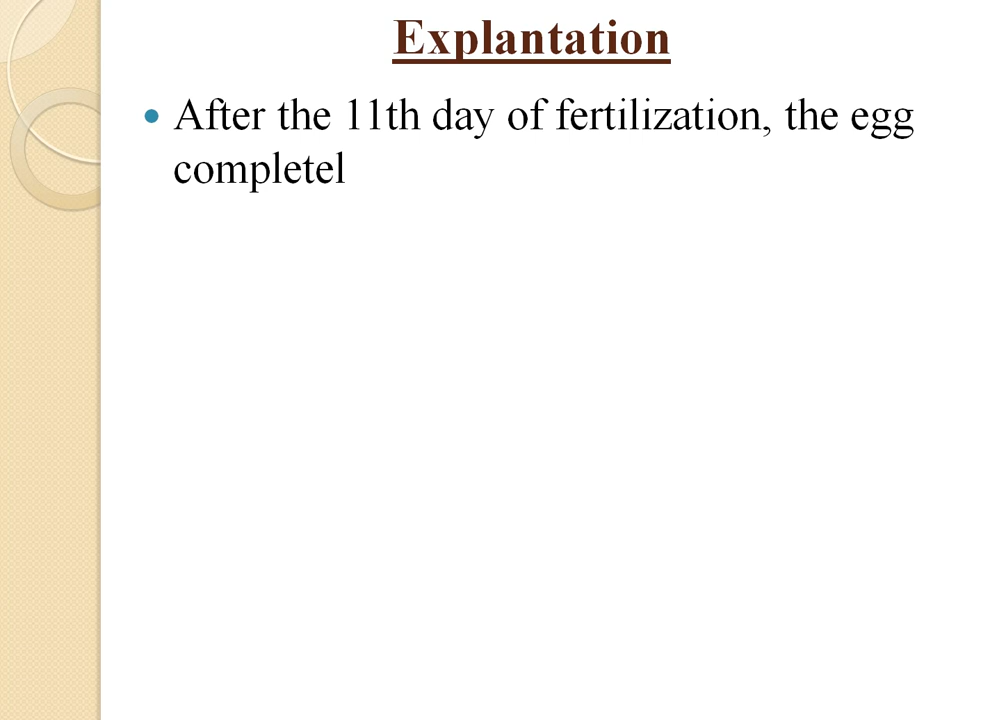 Explantation
After the 11th day of fertilization, the egg
completel